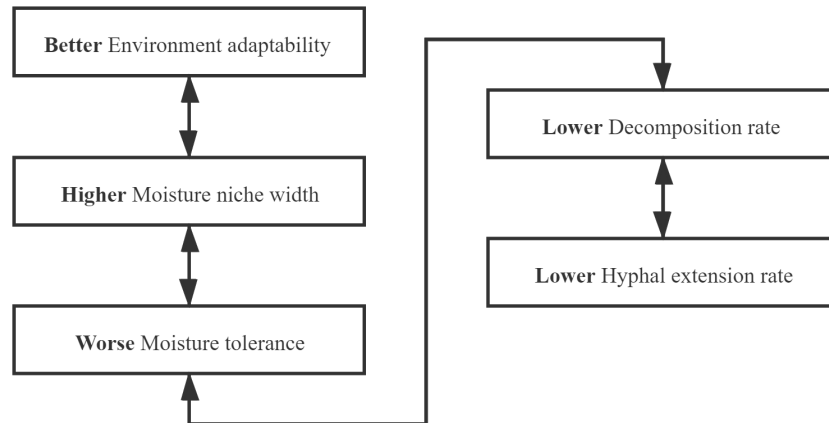 Better Environment adaptability
Higher Moisture niche width
Worse Moisture tolerance
Lower Decomposition rate
Lower Hyphal extension rate